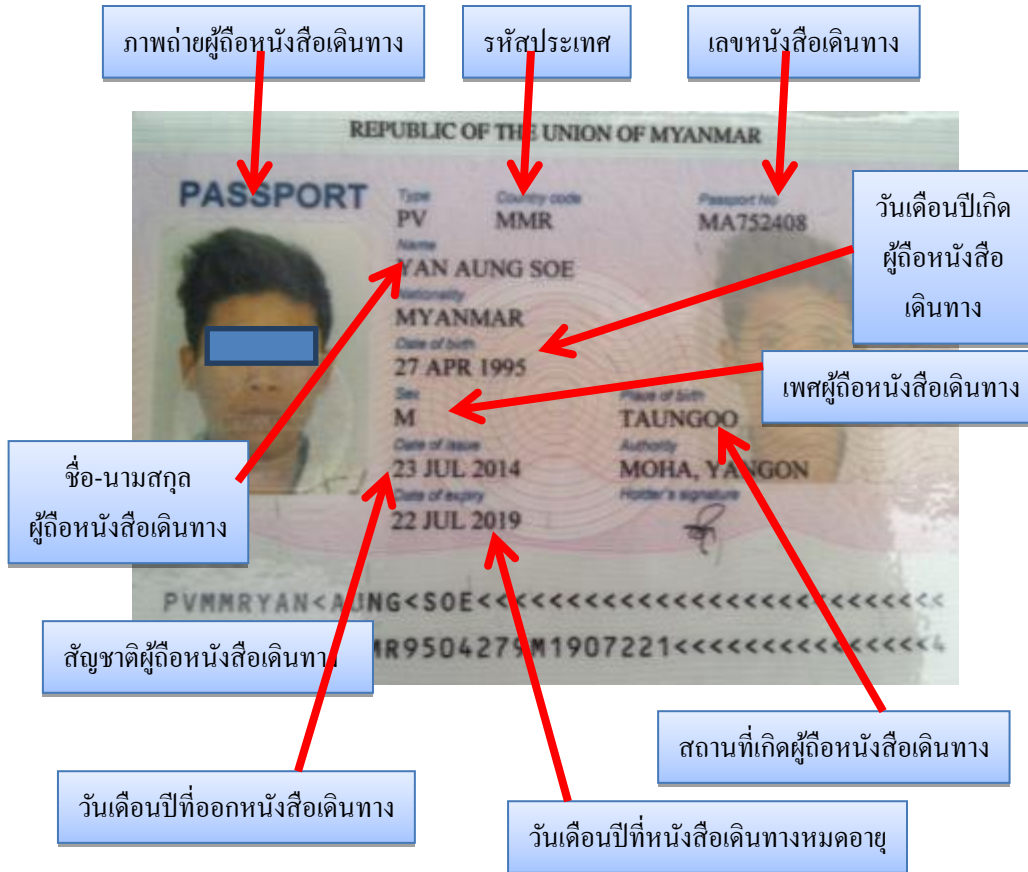 ภาพถ่ายผู้ถือหนังสือเดินทาง
รหัสประเทศ
เลขหนังสือเดินทาง
REPUBLIC OF THE UNION OF MYANMAR
PASSPORT
Type
Country code
Passport No
PV
MMR
MA752408
วันเดือนปีเกิด
ผู้ถือหนังสือ
เดินทาง
Name
YAN AUNG SOE
Nationality
MYANMAR
Date of birth
27 APR 1995
เพศผู้ถือหนังสือเดินทาง
Sex
Place of birth
M
TAUNGOO
Date of issue
Authority
23 JUL 2014
MOHA, YANGON
ชื่อ-นามสกุล
ผู้ถือหนังสือเดินทาง
Date of expiry
Holder's signature
22 JUL 2019
PVMMRYAN<AUNG<SOE<<<<<<<<<<<<<<<<<<<<<<<<<<<
สัญชาติผู้ถือหนังสือเดินทาง
MR9504279M1907221<<<<<<<<<<<<<<4
สถานที่เกิดผู้ถือหนังสือเดินทาง
วันเดือนปีที่ออกหนังสือเดินทาง
วันเดือนปีที่หนังสือเดินทางหมดอายุ